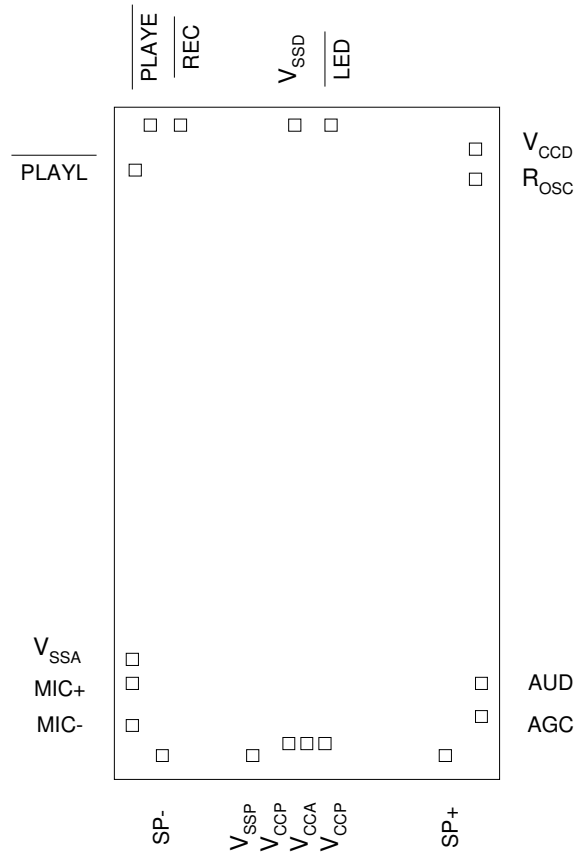 PLAYE
REC
VSSD
LED
PLAYL
VCCD
ROSC
VSSA
MIC+
MIC-
AUD
AGC
SP-
VSSP
VCCP
VCCA
VCCP
SP+